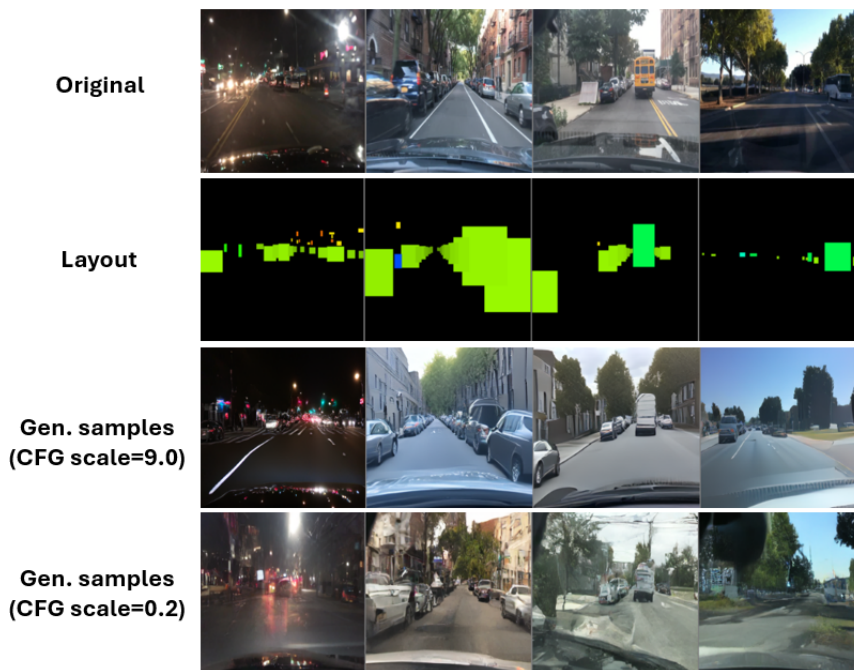 Original
Layout
Gen. samples
(CFG scale=9.0)
Gen. samples
(CFG scale=0.2)